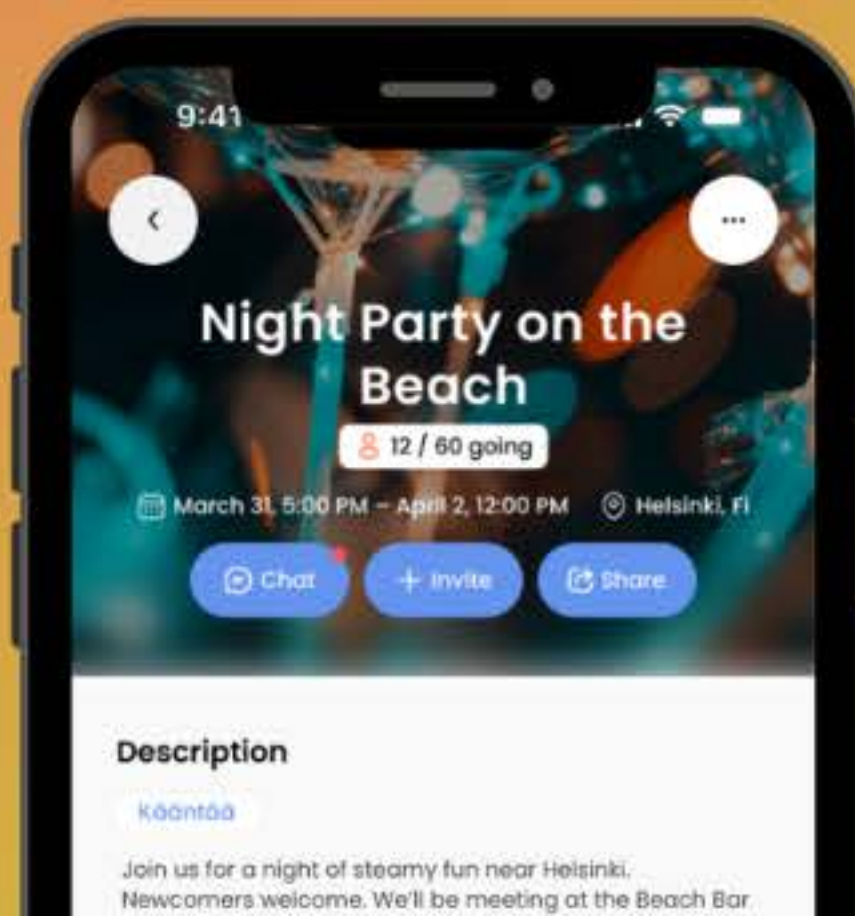 9:41
Night Party on the
Beach
12 / 60 going
March 31, 5:00 PM – April 2, 12:00 PM Helsinki, Fi
Chat + Invite Share
Description
Kääntää
Join us for a night of steamy fun near Helsinki.
Newcomers welcome. We'll be meeting at the Beach Bar